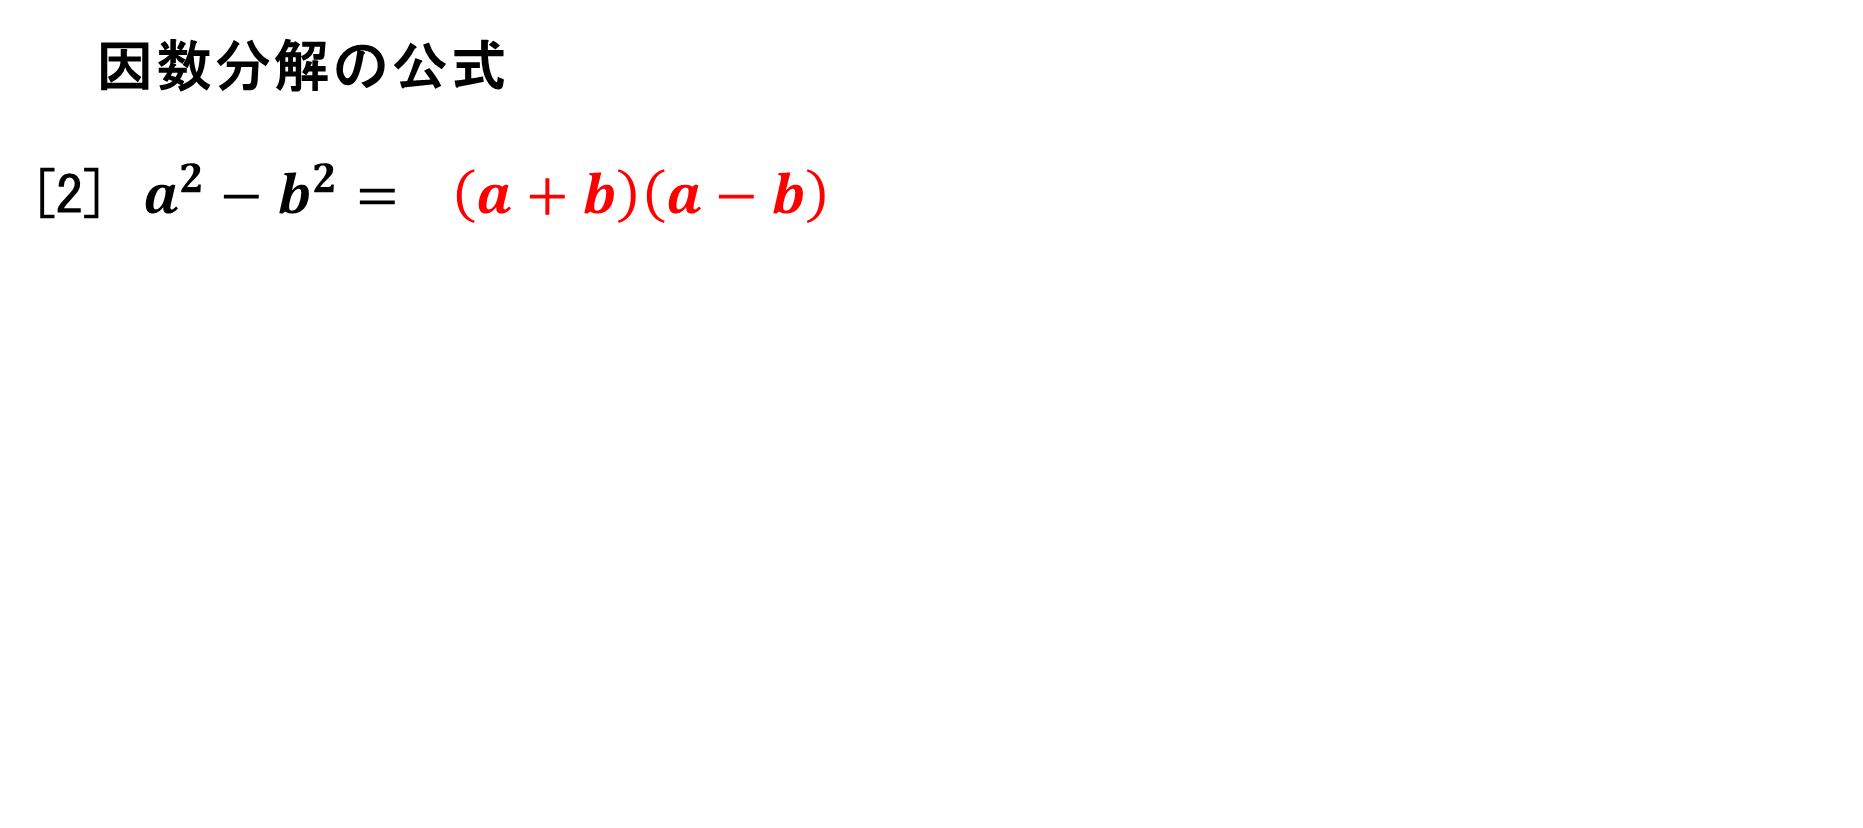 因数分解の公式
[2] a² − b² = (a + b)(a − b)